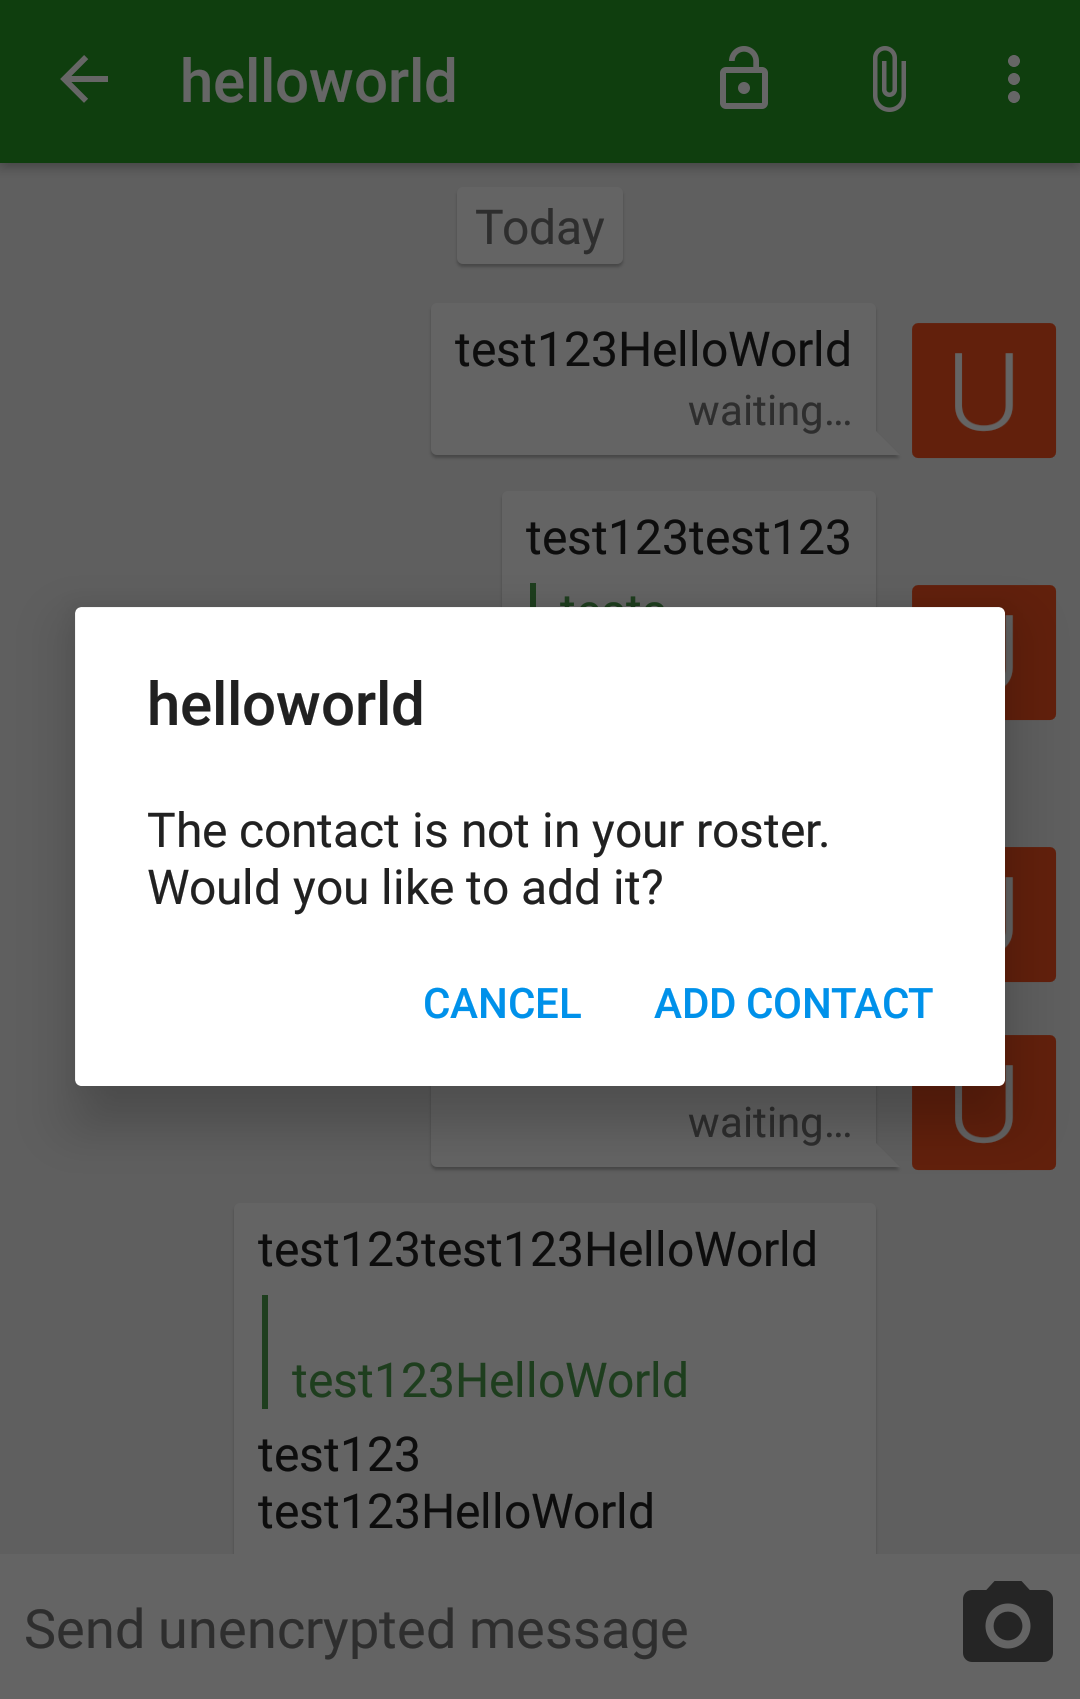 helloworld
Today
test123HelloWorld
waiting...
U
test123test123
helloworld
The contact is not in your roster.
Would you like to add it?
CANCEL ADD CONTACT
waiting...
U
test123test123HelloWorld
test123HelloWorld
test123
test123HelloWorld
Send unencrypted message